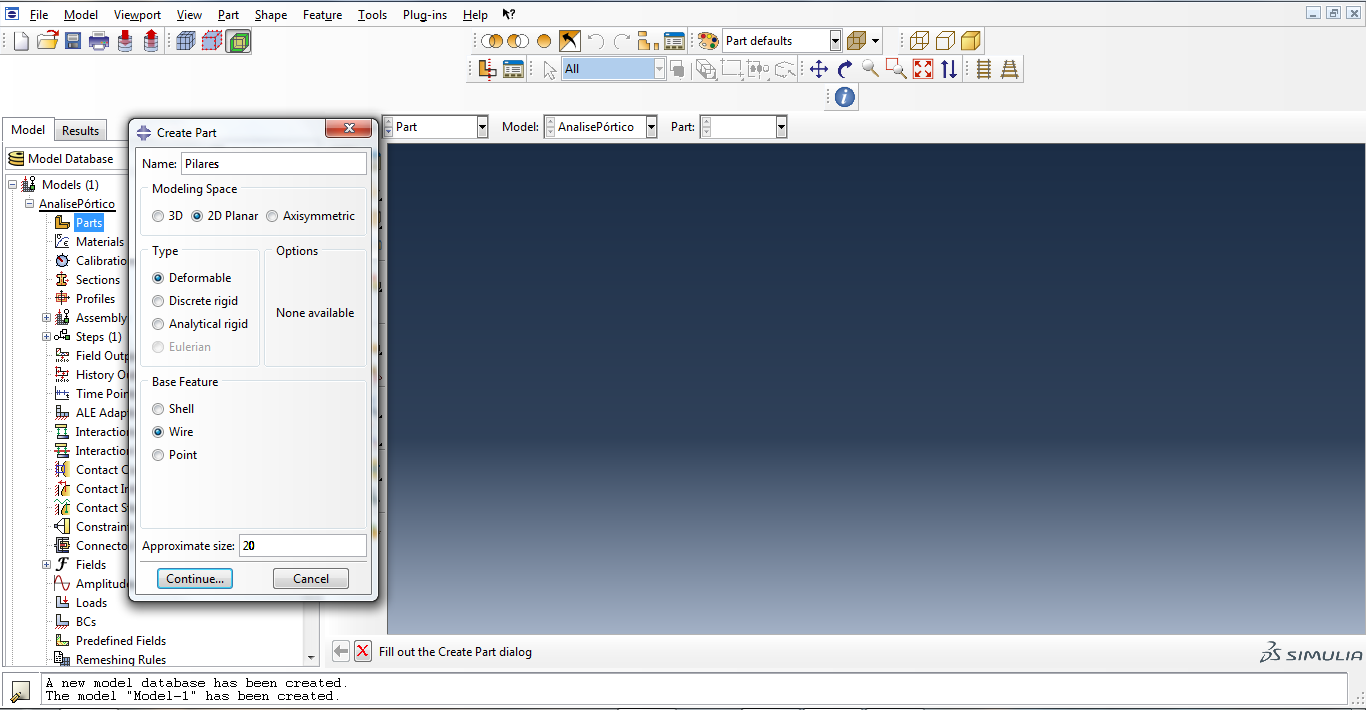 File Model Viewport View Part Shape Feature Tools Plug-ins Help
Part defaults
All
Model Results
Part Model: AnalisePórtico Part:
Model Database
Models (1)
AnalisePórtico
Parts
Materials
Calibratio
Sections
Profiles
Assembly
Steps (1)
Field Outp
History O
Time Poin
ALE Adap
Interaction
Interaction
Contact C
Contact In
Contact S
Constrain
Connecto
Fields
Amplitude
Loads
BCs
Predefined Fields
Remeshing Rules
Create Part
Name: Pilares
Modeling Space
3D 2D Planar Axisymmetric
Type Options
Deformable
Discrete rigid
None available
Analytical rigid
Eulerian
Base Feature
Shell
Wire
Point
Approximate size: 20
Continue... Cancel
Fill out the Create Part dialog
SIMULIA
A new model database has been created.
The model "Model-1" has been created.